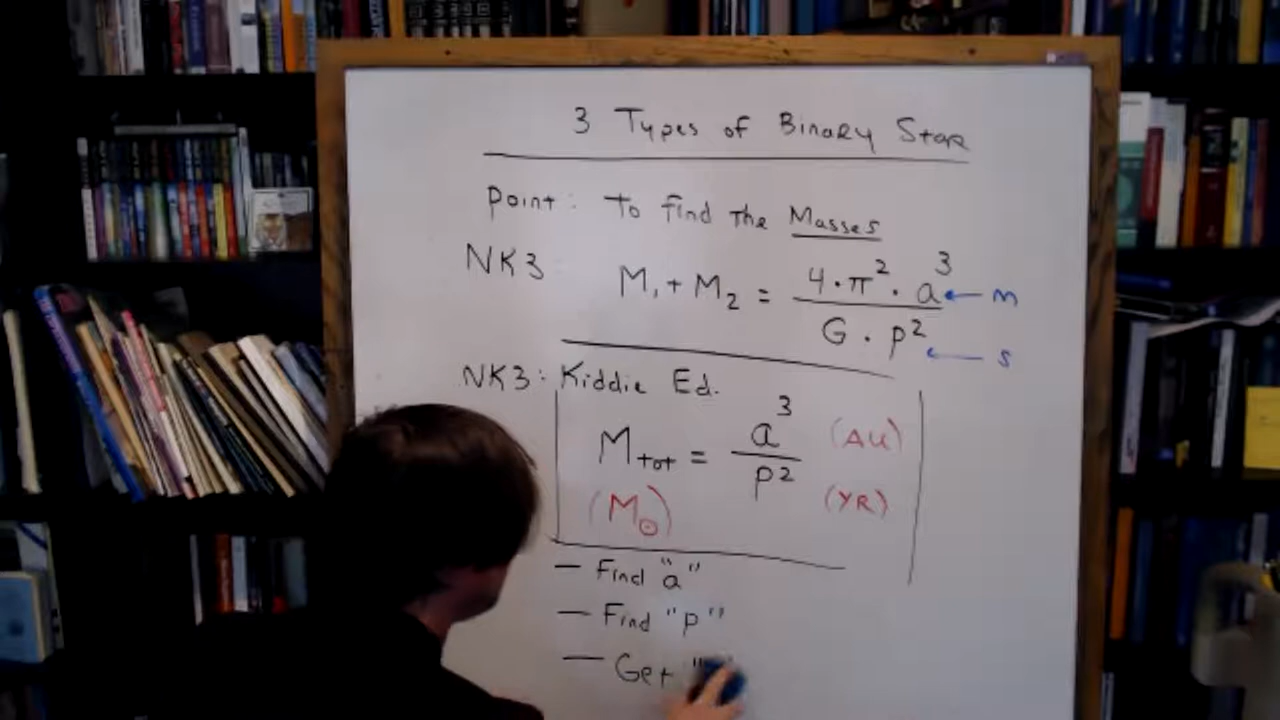 3 Types of Binary Star
Point: To find the Masses
NK3 M₁ + M₂ = 4·π²·a³ / G·p² ← m ← s
NK3: Kiddie Ed.
M_tot = a³ / p² (AU) (YR)
(M☉)
— Find "a"
— Find "p"
— Get "